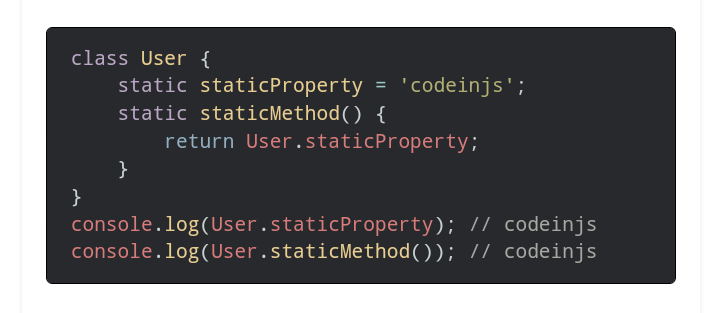 class User {
    static staticProperty = 'codeinjs';
    static staticMethod() {
        return User.staticProperty;
    }
}
console.log(User.staticProperty); // codeinjs
console.log(User.staticMethod()); // codeinjs